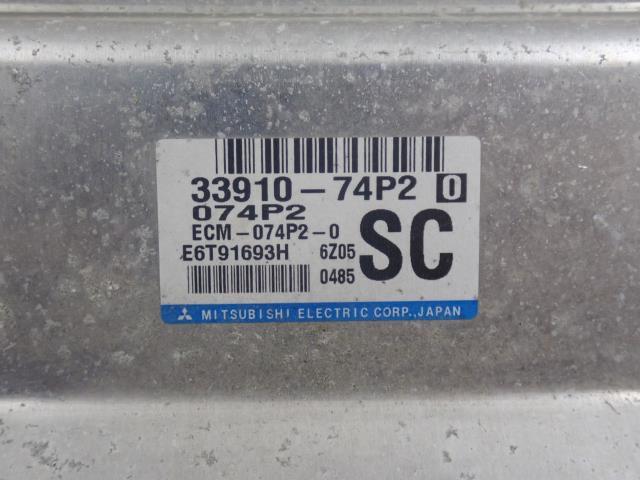 33910-74P2 0
074P2
ECM-074P2-0
E6T91693H 6Z05
0485
SC
MITSUBISHI ELECTRIC CORP.,JAPAN